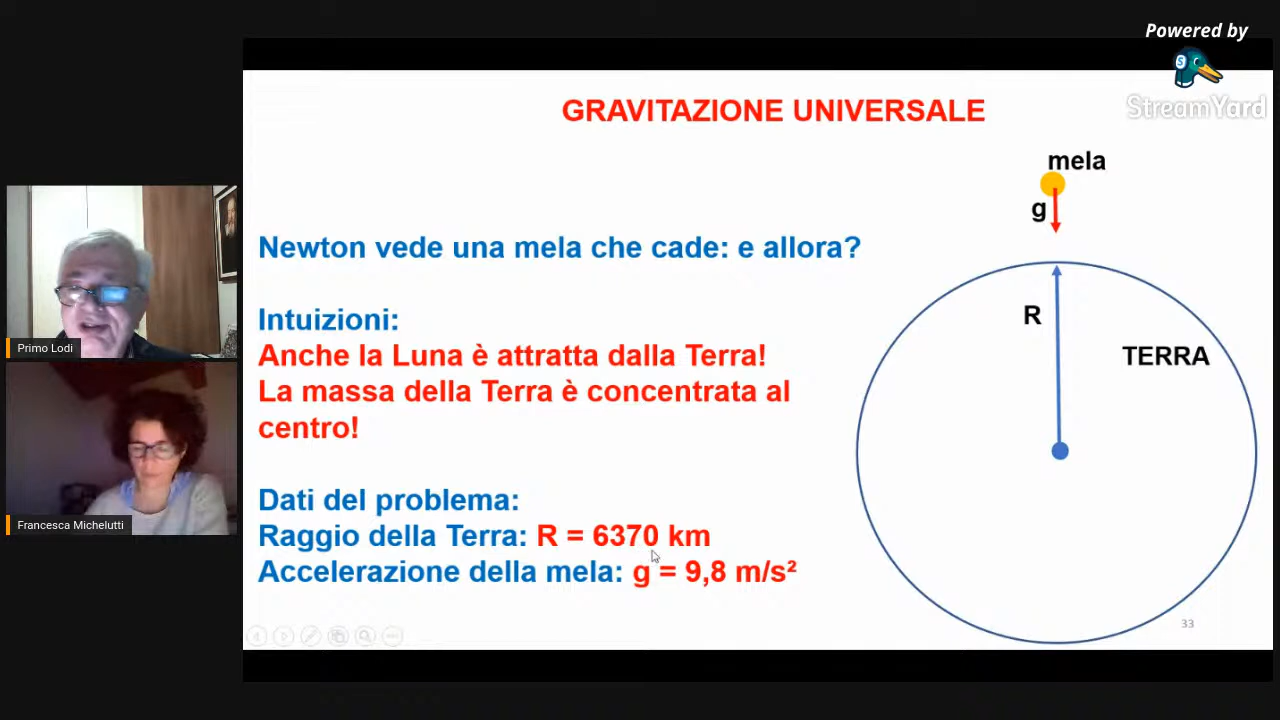 Powered by
StreamYard
GRAVITAZIONE UNIVERSALE
mela
g
Newton vede una mela che cade: e allora?
Intuizioni:
Anche la Luna è attratta dalla Terra!
La massa della Terra è concentrata al
centro!
Dati del problema:
Raggio della Terra: R = 6370 km
Accelerazione della mela: g = 9,8 m/s²
R
TERRA
33
Primo Lodi
Francesca Michelutti